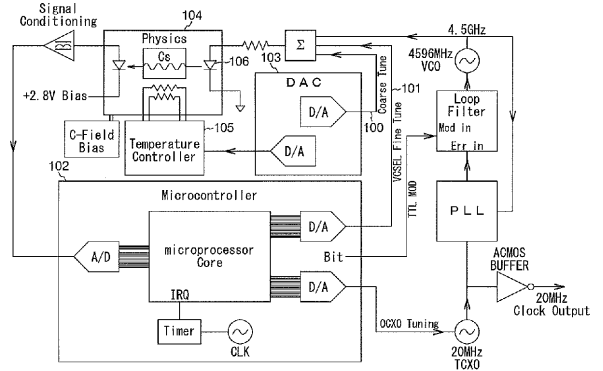 Signal
Conditioning
104
Physics
Cs
106
+2.8V Bias
C-Field
Bias
Temperature
Controller
105
103
DAC
D/A
D/A
Σ
100
Coarse Tune
101
VCSEL Fine Tune
TTL MOD
4.5GHz
4596MHz
VCO
Loop
Filter
Mod in
Err in
PLL
ACMOS
BUFFER
20MHz
Clock Output
20MHz
TCXO
OCXO Tuning
102
Microcontroller
microprocessor
Core
A/D
D/A
Bit
D/A
IRQ
Timer
CLK